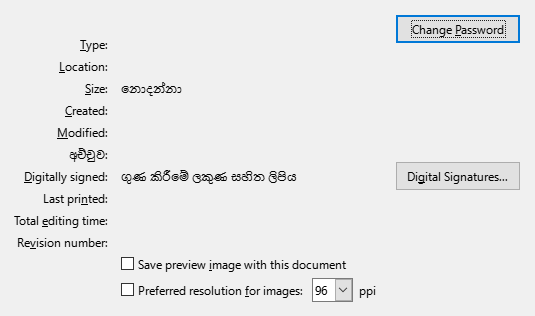 Change Password
Type:
Location:
Size: නොදන්නා
Created:
Modified:
අච්චුව:
Digitally signed: ගුණ කිරීමේ ලකුණ සහිත ලිපිය Digital Signatures...
Last printed:
Total editing time:
Revision number:
Save preview image with this document
Preferred resolution for images: 96 ppi